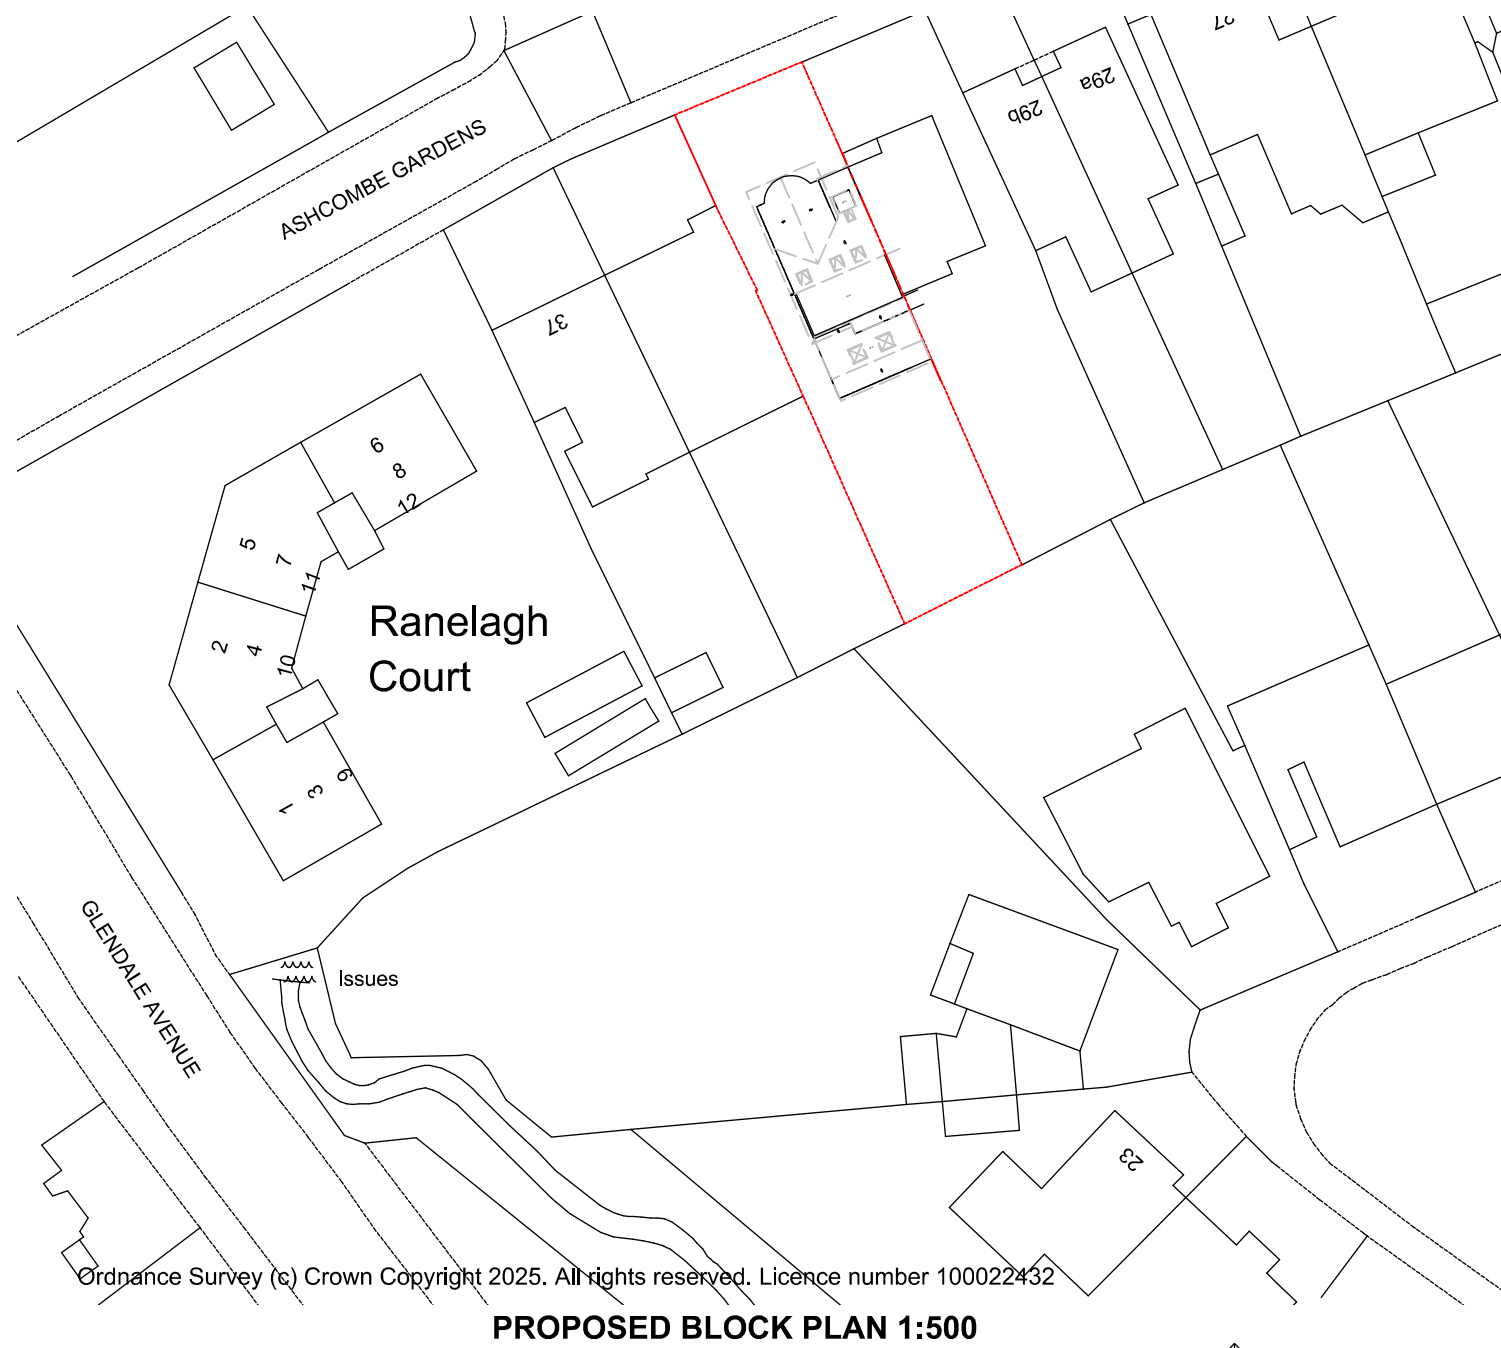 27
29a
29b
ASHCOMBE GARDENS
37
6
8
12
5
7
11
2
4
10
Ranelagh
Court
1
3
9
GLENDALE AVENUE
Issues
23
Ordnance Survey (c) Crown Copyright 2025. All rights reserved. Licence number 100022432
PROPOSED BLOCK PLAN 1:500